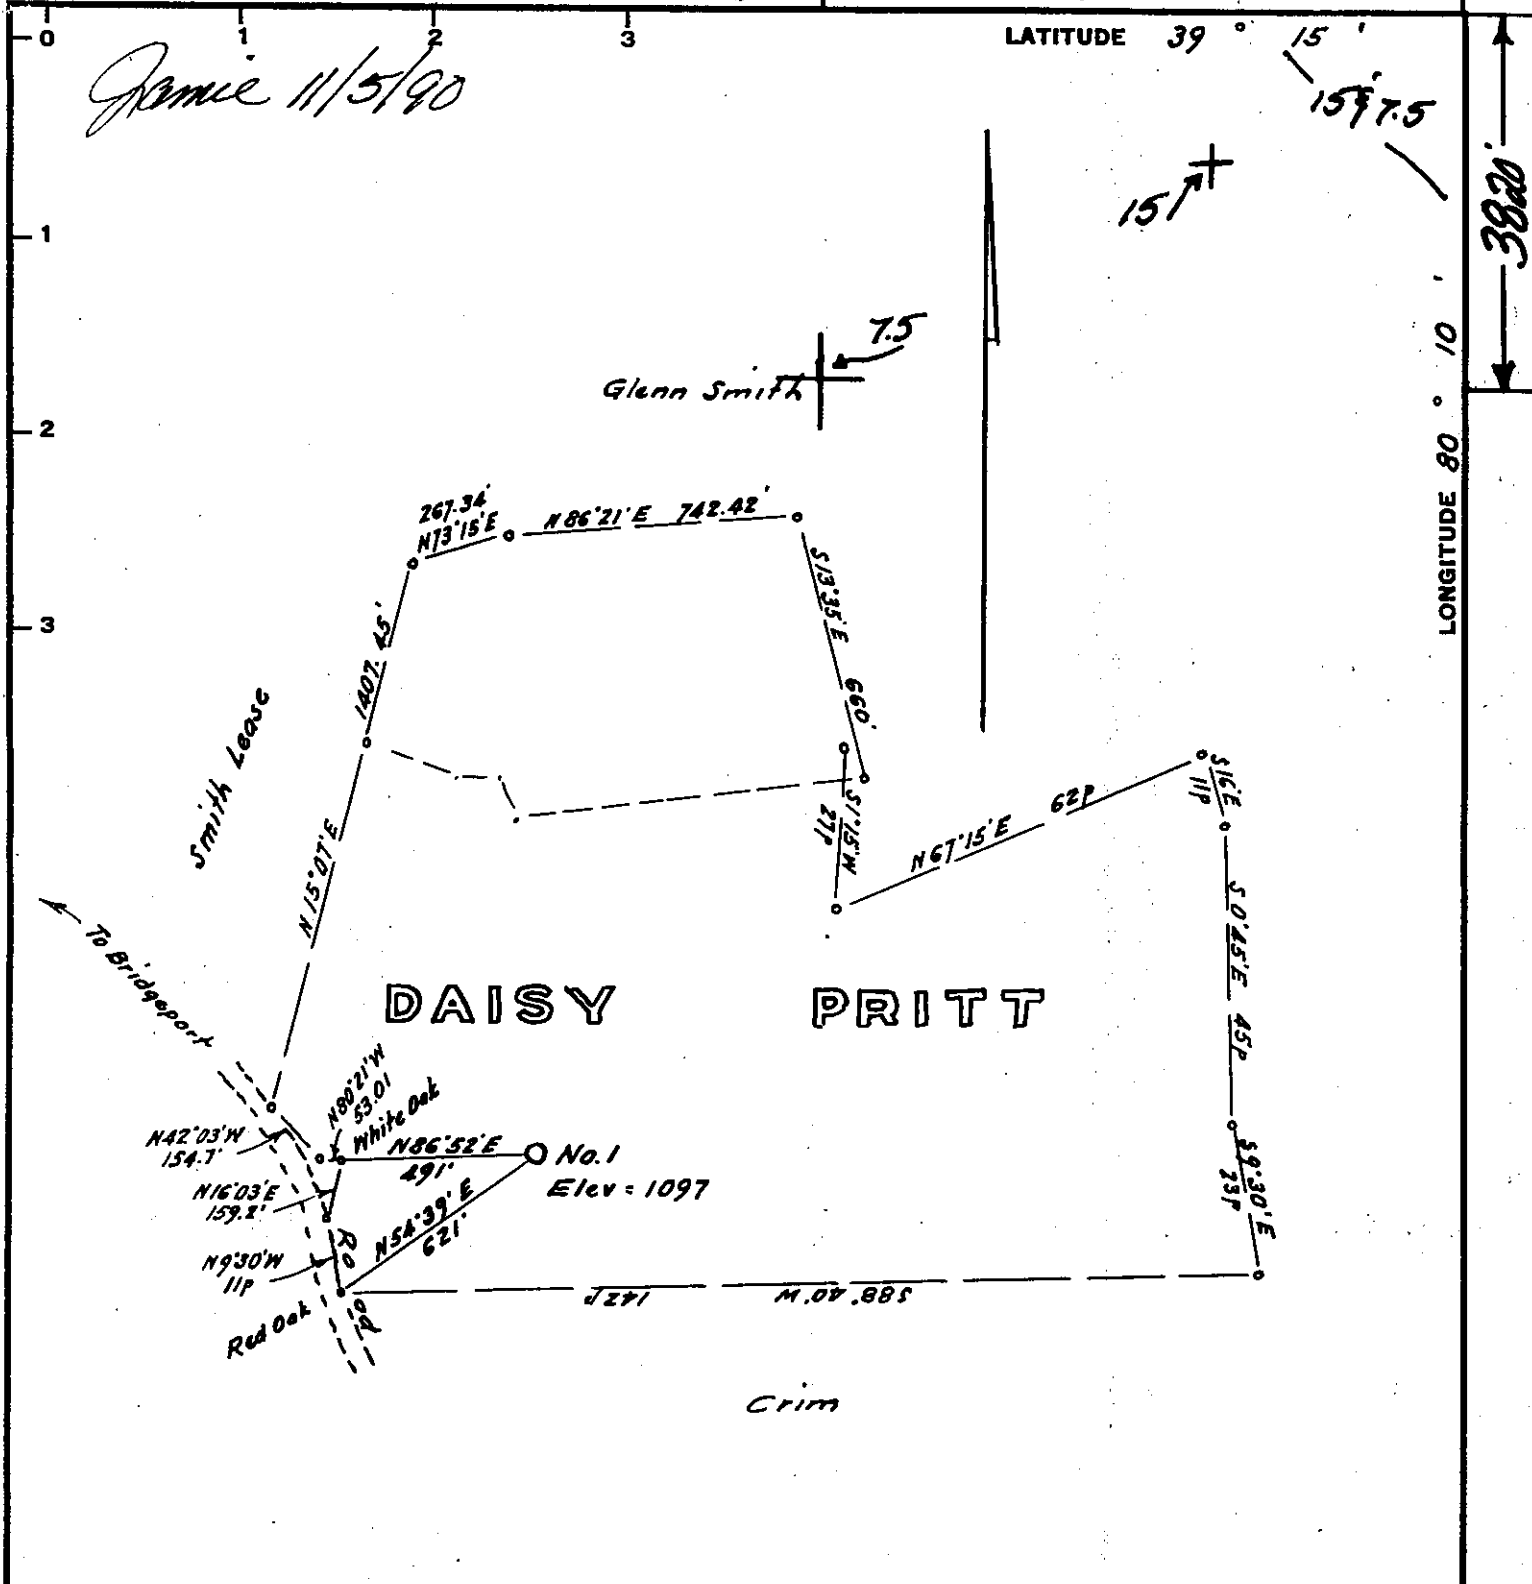 0 1 2 3
LATITUDE 39 ° 15 '
Jamie 11/5/90
15' & 7.5
3820'
15
1
7.5
Glenn Smith
LONGITUDE 80 ° 10 '
2
267.34'
N73°15'E
N86°21'E 742.42'
S13°35'E 660'
3
1407.45'
N15°07'E
Smith Lease
S1°15'W
27P
N67°15'E 62P
S16°E
11P
S0°45'E 45P
To Bridgeport
DAISY PRITT
N80°21'W
53.01
White Oak
N42°03'W
154.7'
N86°52'E
491'
No.1
Elev = 1097
N16°03'E
159.2'
N54°39'E
621'
S9°30'E
23P
N9°30'W
11P
Road
Red Oak
S88°40'W 142P
Crim